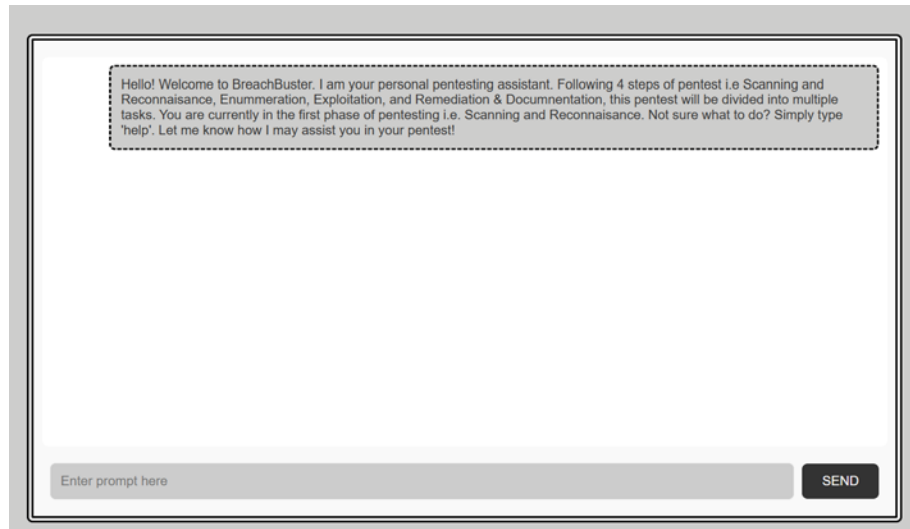 Hello! Welcome to BreachBuster. I am your personal pentesting assistant. Following 4 steps of pentest i.e Scanning and
Reconnaisance, Enummeration, Exploitation, and Remediation & Documnentation, this pentest will be divided into multiple
tasks. You are currently in the first phase of pentesting i.e. Scanning and Reconnaisance. Not sure what to do? Simply type
'help'. Let me know how I may assist you in your pentest!
Enter prompt here
SEND